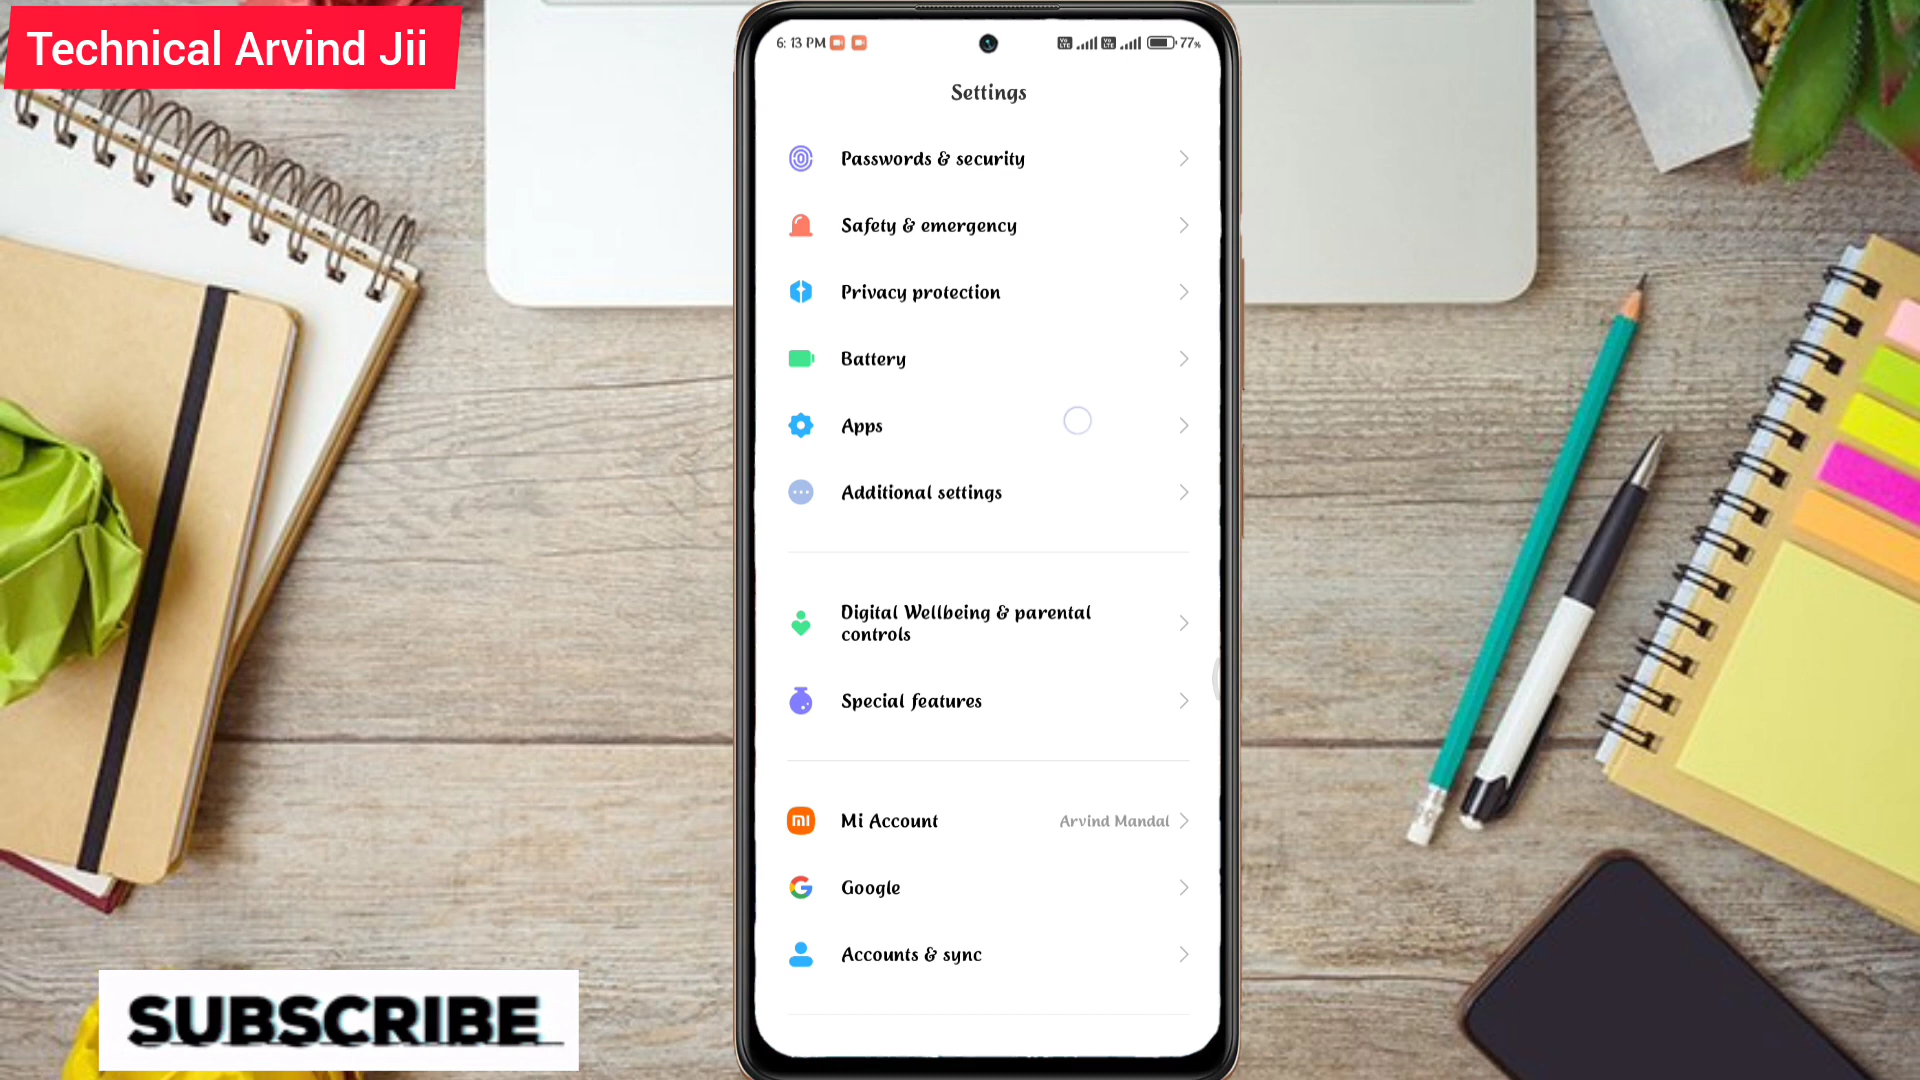 Technical Arvind Jii
6:13 PM
77%
Settings
Passwords & security
Safety & emergency
Privacy protection
Battery
Apps
Additional settings
Digital Wellbeing & parental
controls
Special features
Mi Account
Arvind Mandal
Google
Accounts & sync
SUBSCRIBE